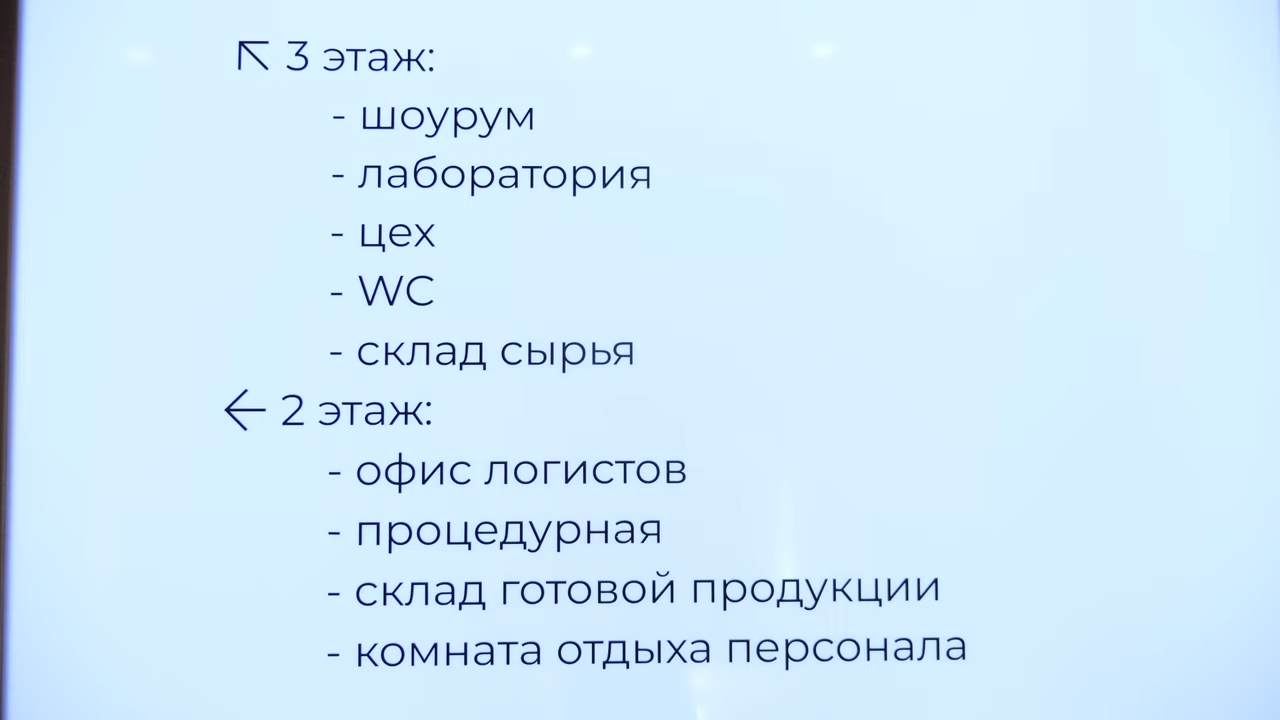 ↖ 3 этаж:
- шоурум
- лаборатория
- цех
- WC
- склад сырья
← 2 этаж:
- офис логистов
- процедурная
- склад готовой продукции
- комната отдыха персонала